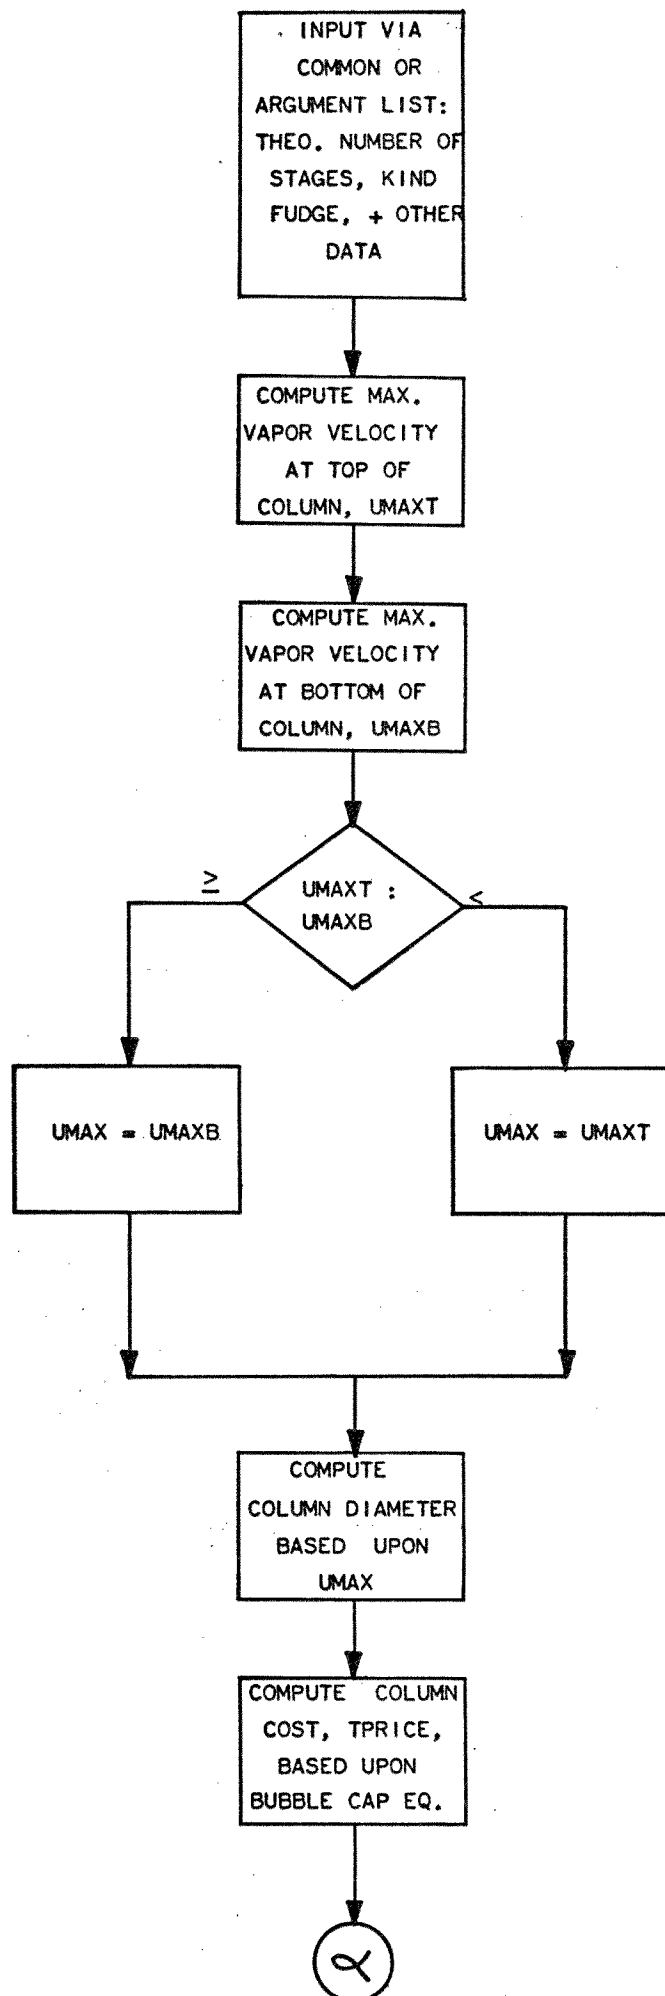 INPUT VIA
COMMON OR
ARGUMENT LIST:
THEO. NUMBER OF
STAGES, KIND
FUDGE, + OTHER
DATA
COMPUTE MAX.
VAPOR VELOCITY
AT TOP OF
COLUMN, UMAXT
COMPUTE MAX.
VAPOR VELOCITY
AT BOTTOM OF
COLUMN, UMAXB
≥
UMAXT :
UMAXB
<
UMAX = UMAXB
UMAX = UMAXT
COMPUTE
COLUMN DIAMETER
BASED UPON
UMAX
COMPUTE COLUMN
COST, TPRICE,
BASED UPON
BUBBLE CAP EQ.
α